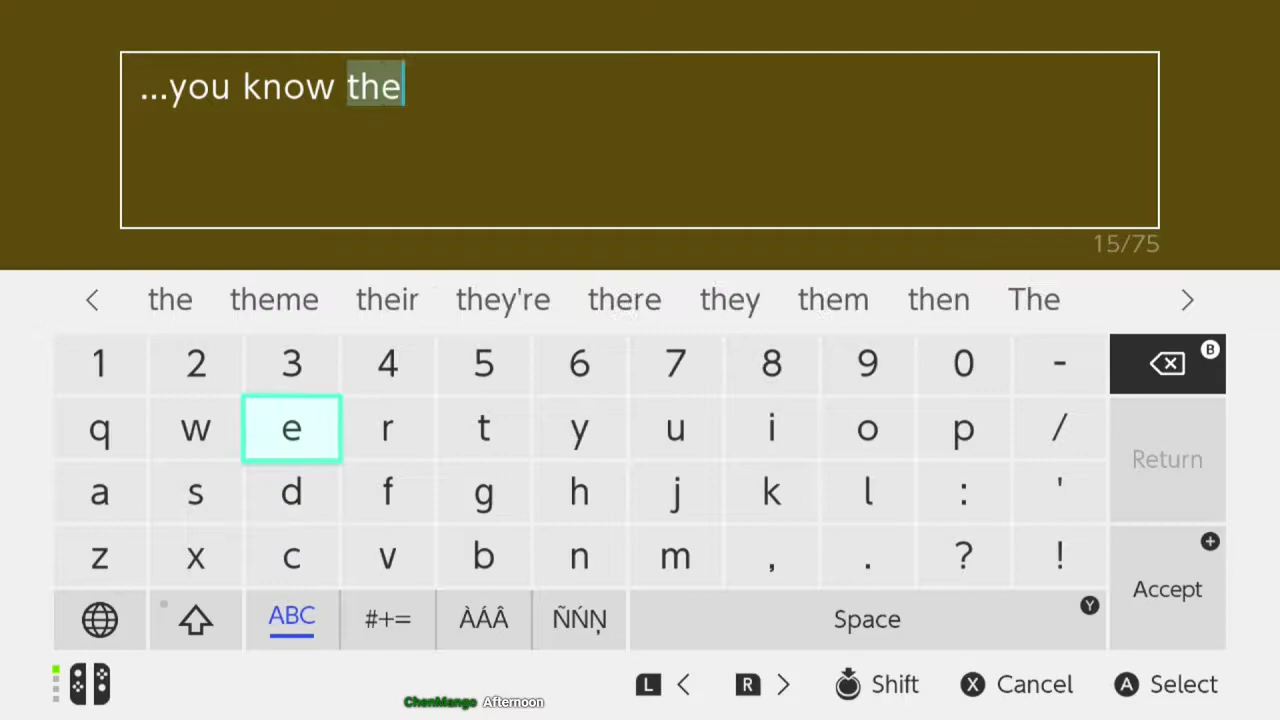 ...you know the
15/75
< the theme their they're there they them then The >
1 2 3 4 5 6 7 8 9 0 - B
q w e r t y u i o p /
Return
a s d f g h j k l : '
z x c v b n m , . ? ! +
Accept
ABC #+= ÀÁÂ ÑŃŅ Space Y
L < R > Shift X Cancel A Select
ChenMango Afternoon